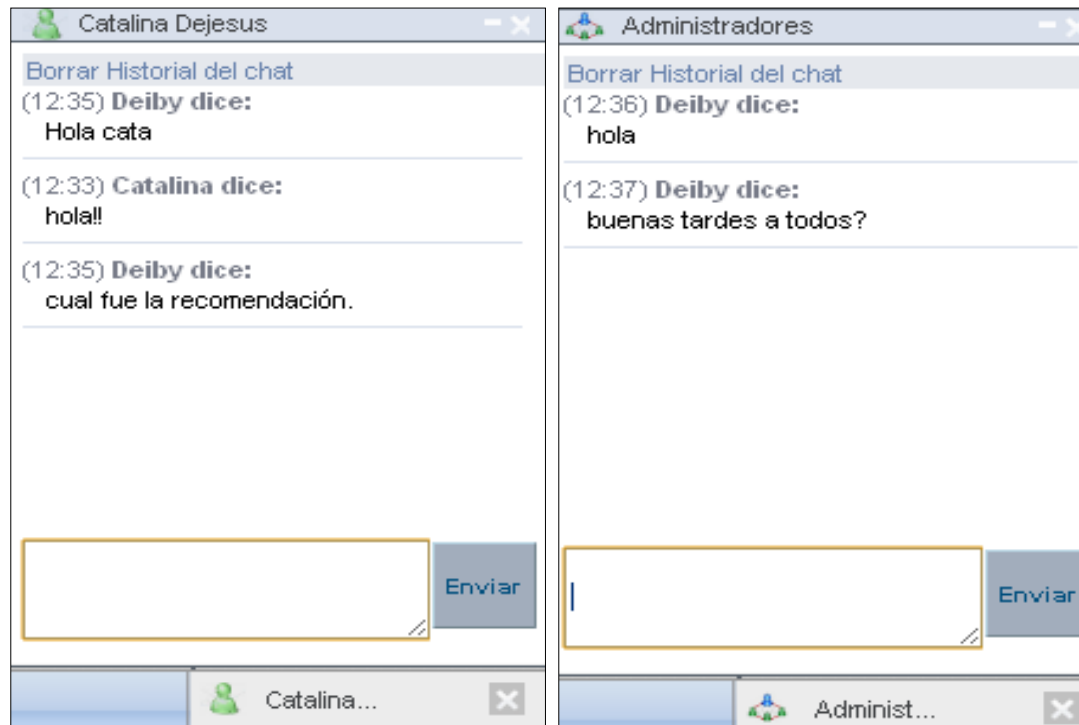 Catalina Dejesus
Borrar Historial del chat
(12:35) Deiby dice:
Hola cata
(12:33) Catalina dice:
hola!!
(12:35) Deiby dice:
cual fue la recomendación.
Enviar
Catalina...
Administradores
Borrar Historial del chat
(12:36) Deiby dice:
hola
(12:37) Deiby dice:
buenas tardes a todos?
Enviar
Administ...